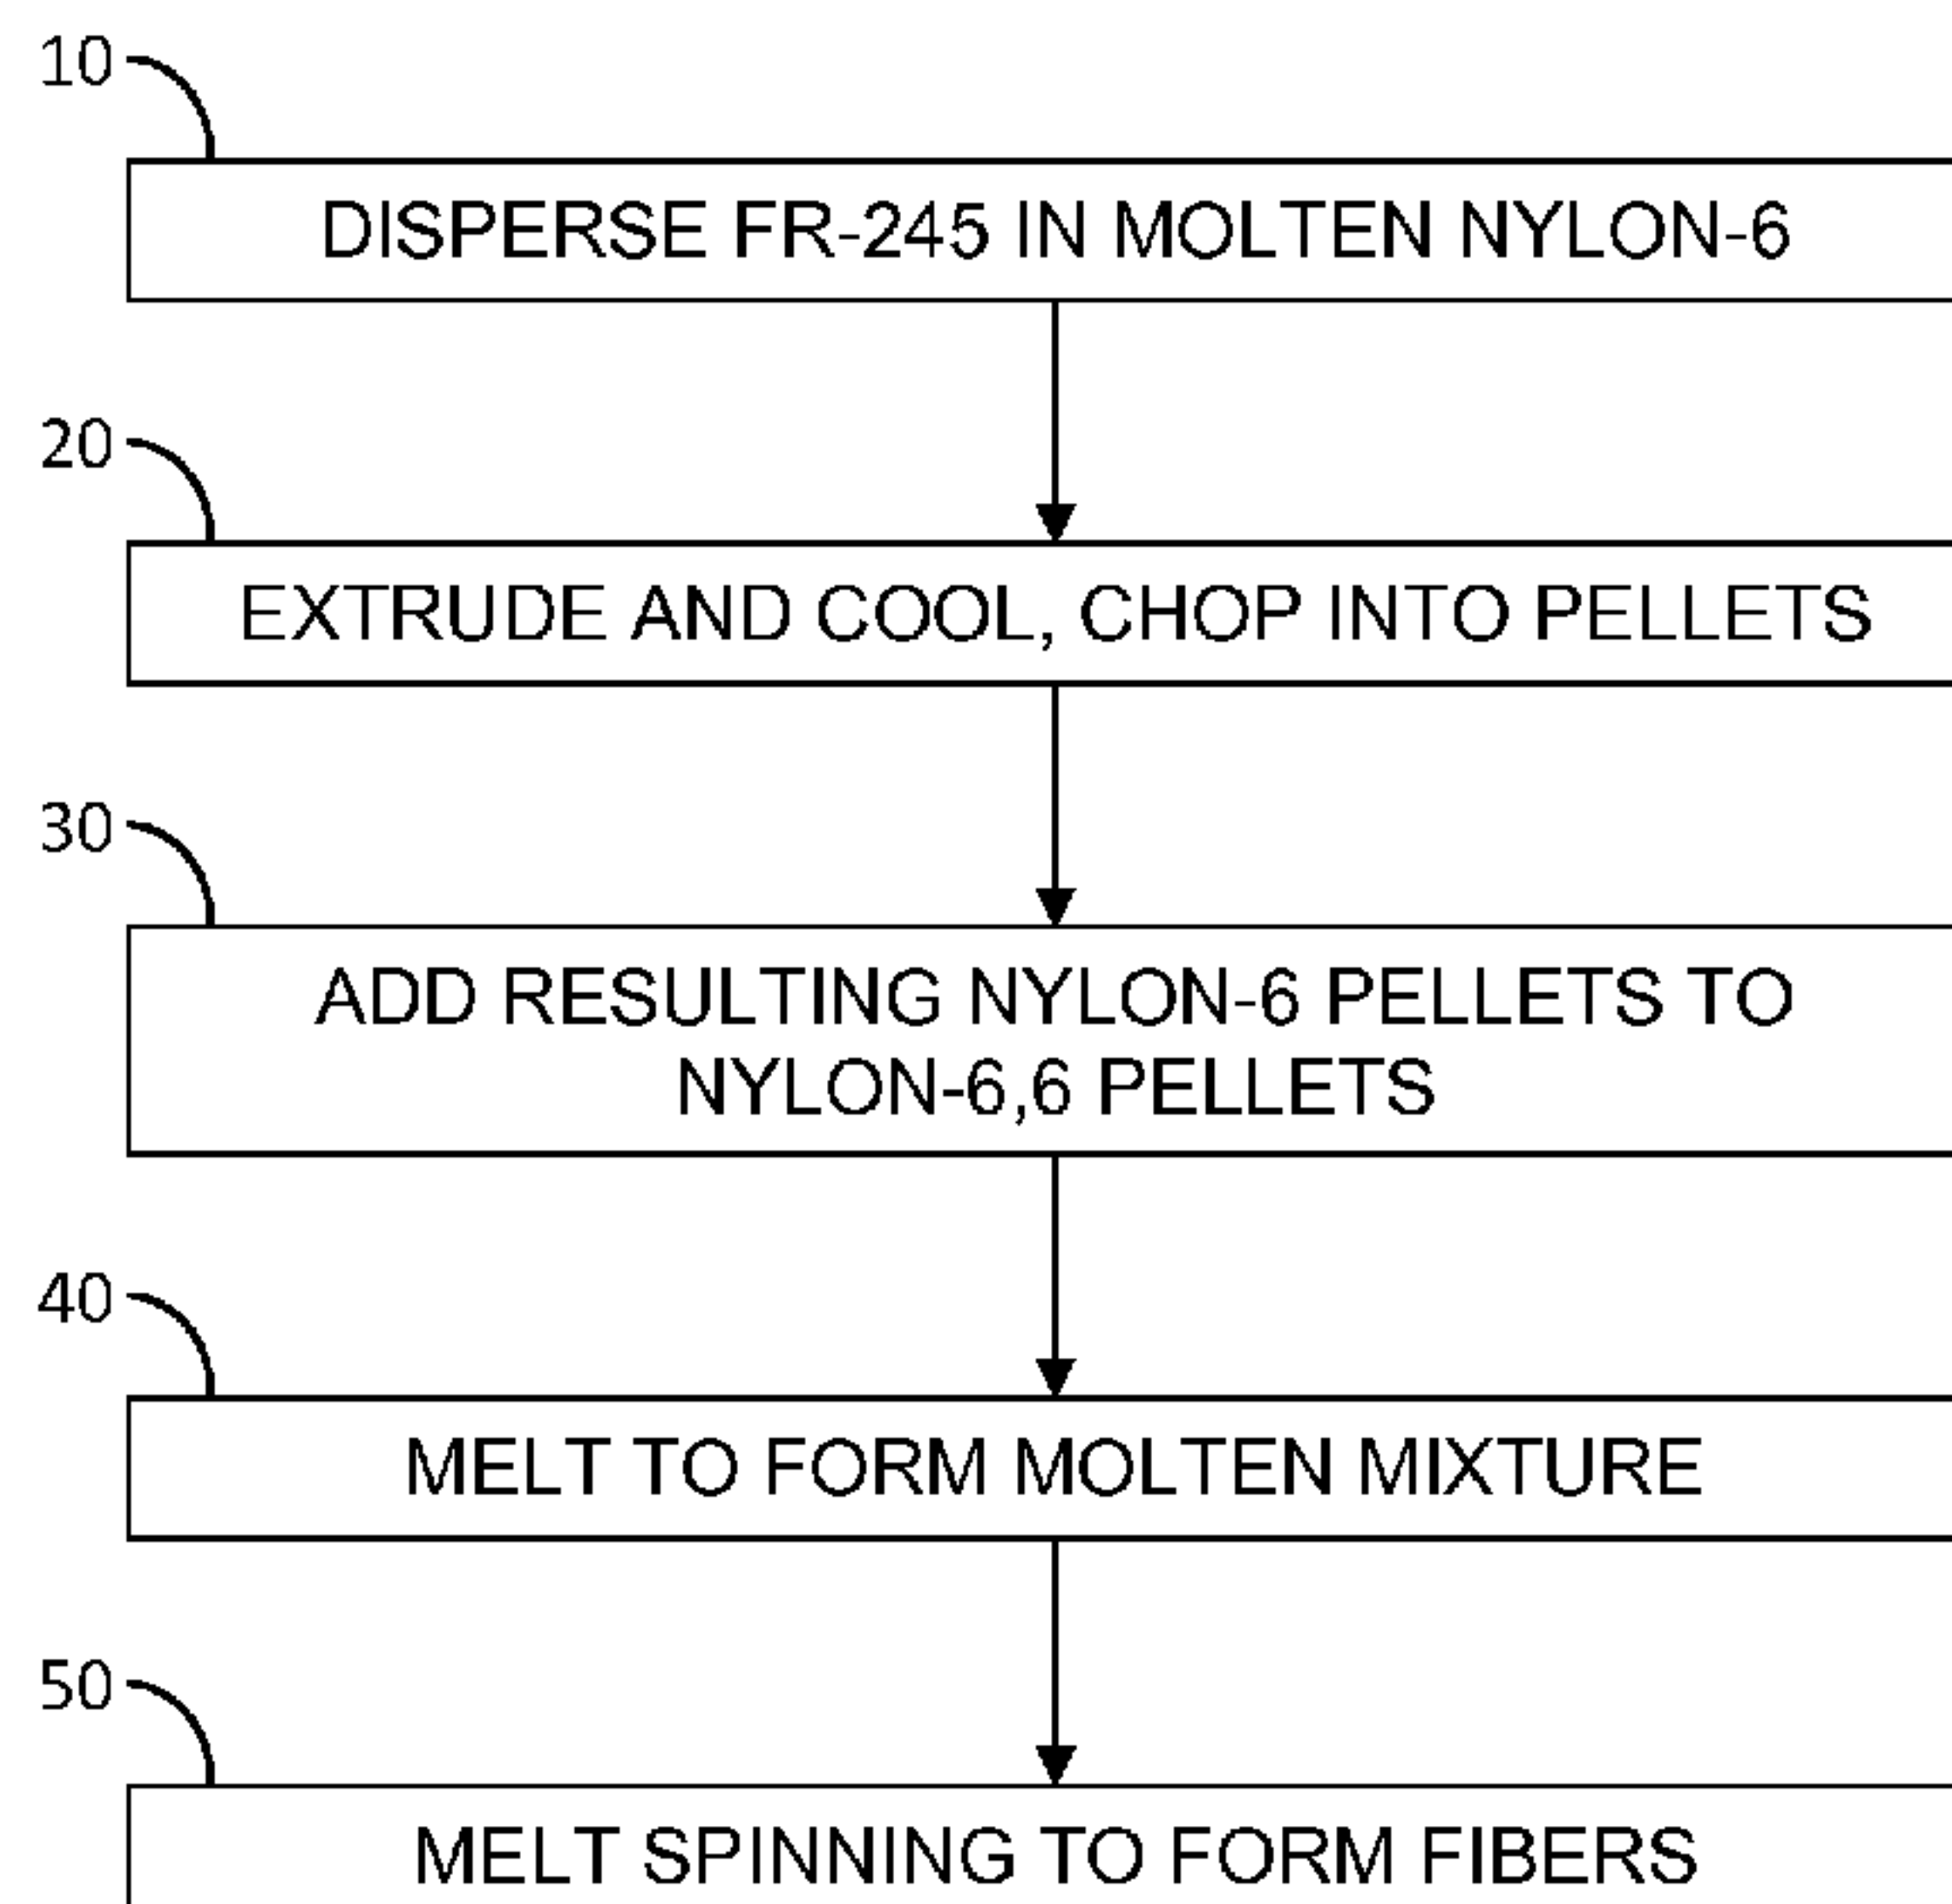 10
DISPERSE FR-245 IN MOLTEN NYLON-6
20
EXTRUDE AND COOL, CHOP INTO PELLETS
30
ADD RESULTING NYLON-6 PELLETS TO
NYLON-6,6 PELLETS
40
MELT TO FORM MOLTEN MIXTURE
50
MELT SPINNING TO FORM FIBERS